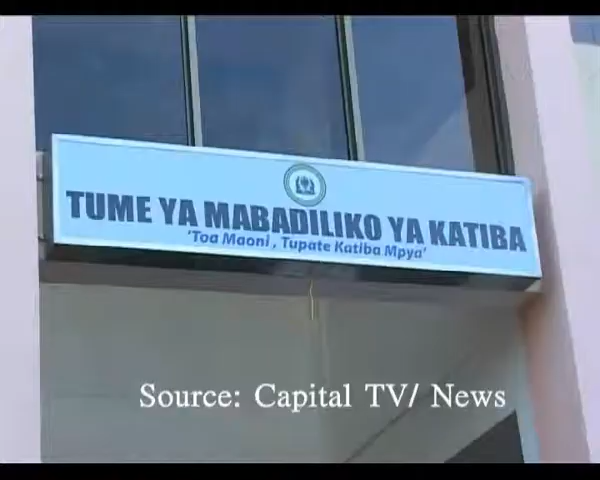 TUME YA MABADILIKO YA KATIBA
'Toa Maoni , Tupate Katiba Mpya'
Source: Capital TV/ News